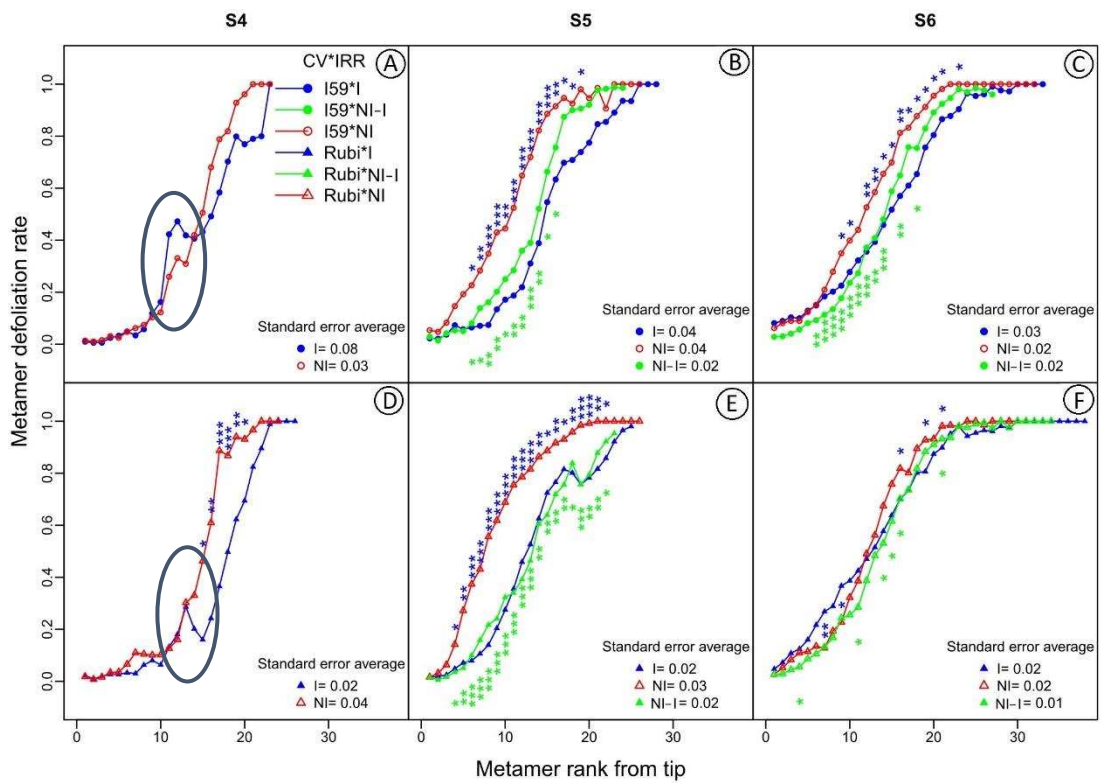 S4 S5 S6
A B C
CV*IRR
I59*I
I59*NI-I
I59*NI
Rubi*I
Rubi*NI-I
Rubi*NI
Metamer defoliation rate
1.0
0.8
0.6
0.4
0.2
0.0
Standard error average
I= 0.08
NI= 0.03
Standard error average
I= 0.04
NI= 0.04
NI-I= 0.02
Standard error average
I= 0.03
NI= 0.02
NI-I= 0.02
D E F
1.0
0.8
0.6
0.4
0.2
0.0
Standard error average
I= 0.02
NI= 0.04
Standard error average
I= 0.02
NI= 0.03
NI-I= 0.02
Standard error average
I= 0.02
NI= 0.02
NI-I= 0.01
0 10 20 30 0 10 20 30 0 10 20 30
Metamer rank from tip